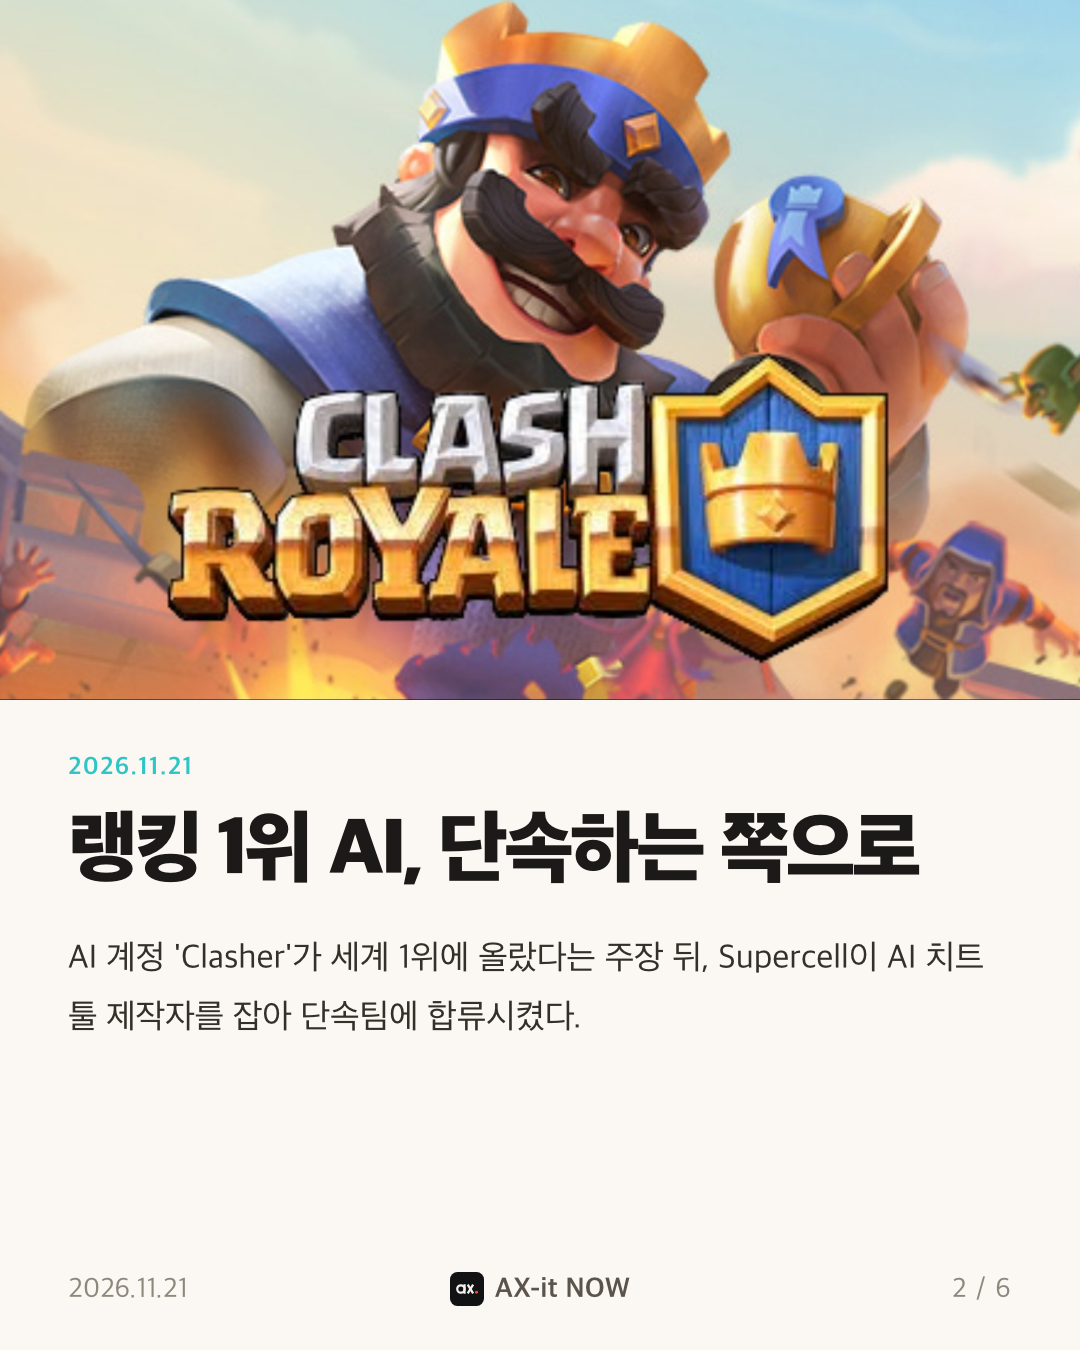 CLASH
ROYALE
2026.11.21
랭킹 1위 AI, 단속하는 쪽으로
AI 계정 'Clasher'가 세계 1위에 올랐다는 주장 뒤, Supercell이 AI 치트
툴 제작자를 잡아 단속팀에 합류시켰다.
2026.11.21
ax. AX-it NOW
2 / 6